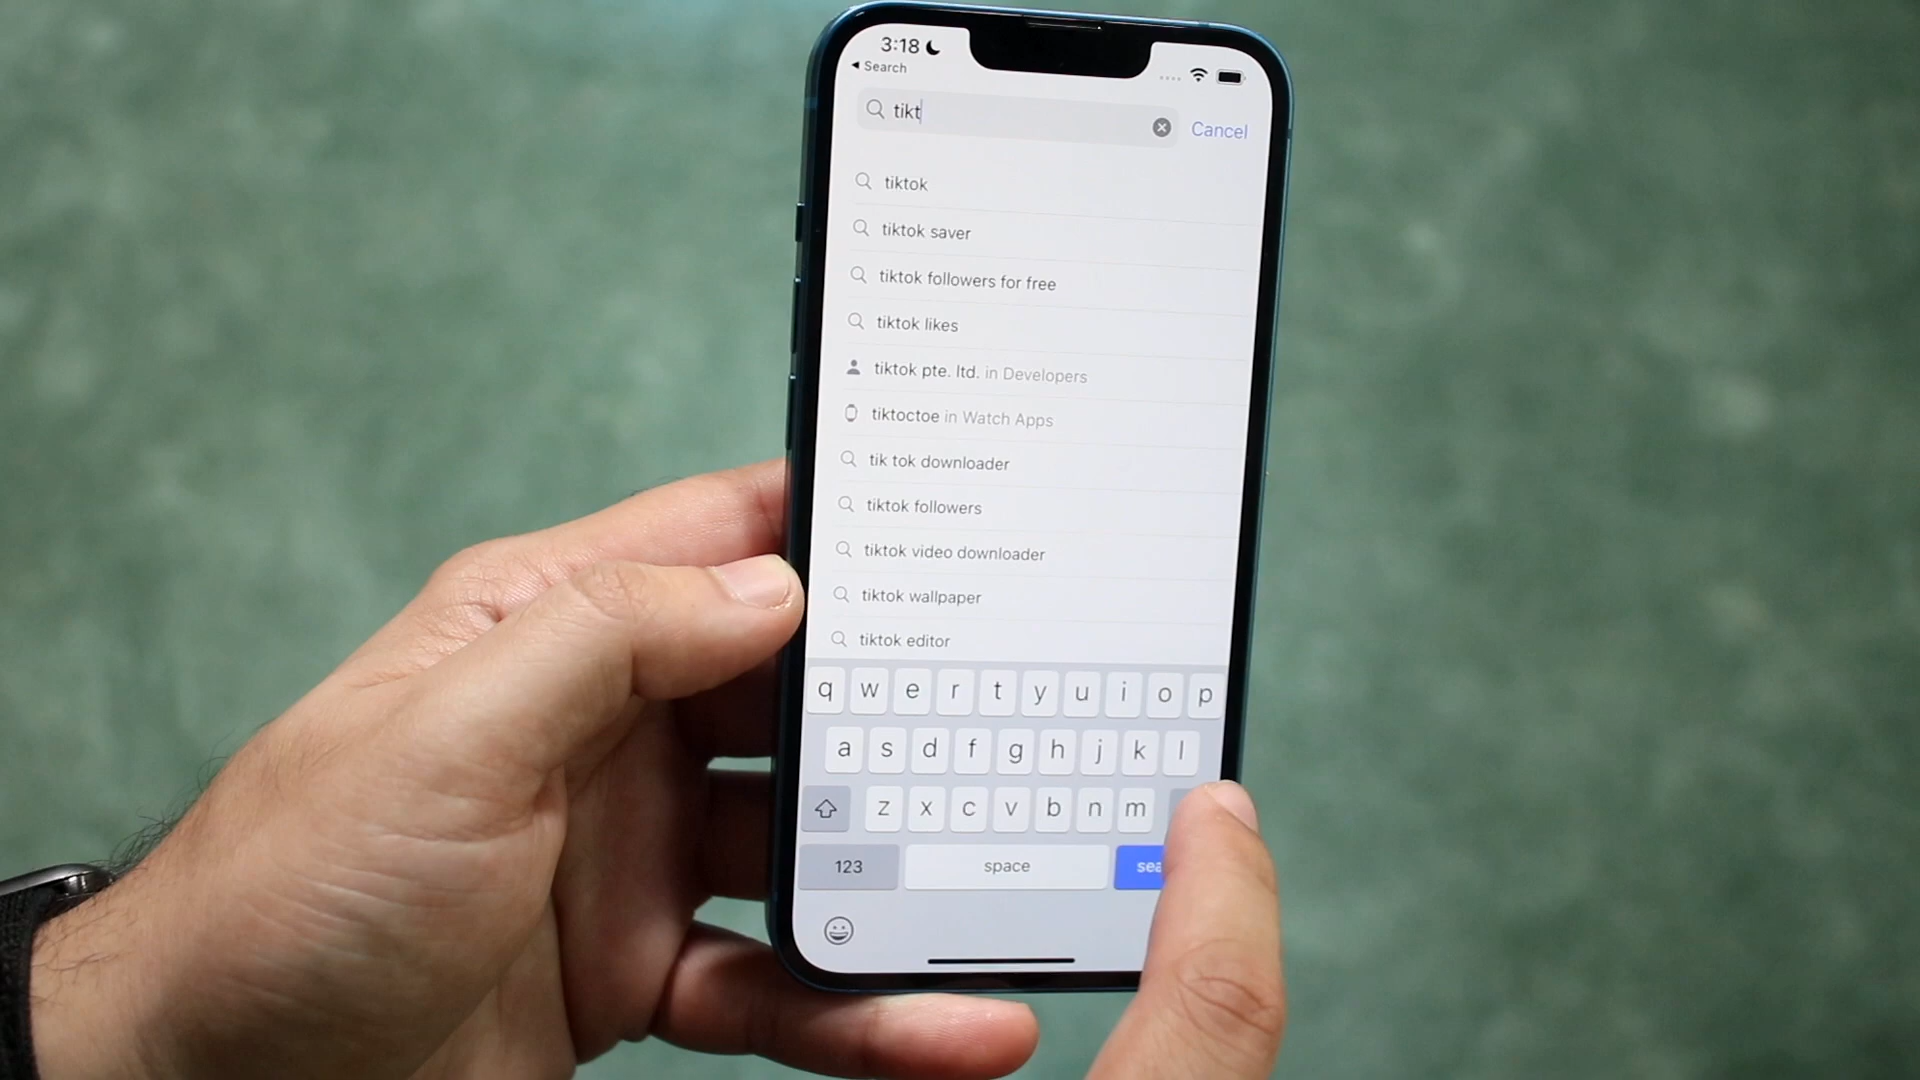 3:18
Search
tikt
Cancel
tiktok
tiktok saver
tiktok followers for free
tiktok likes
tiktok pte. ltd. in Developers
tiktoctoe in Watch Apps
tik tok downloader
tiktok followers
tiktok video downloader
tiktok wallpaper
tiktok editor
q w e r t y u i o p
a s d f g h j k l
z x c v b n m
123 space sea